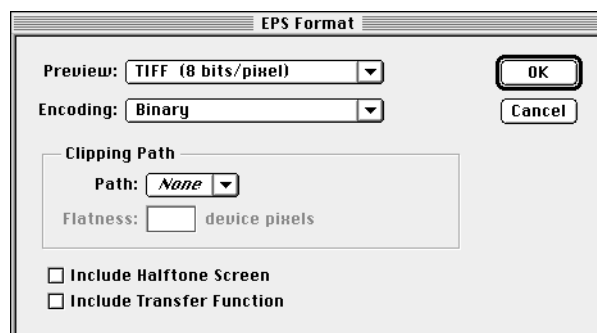 EPS Format
Preview: TIFF (8 bits/pixel)
OK
Encoding: Binary
Cancel
Clipping Path
Path: None
Flatness: device pixels
Include Halftone Screen
Include Transfer Function